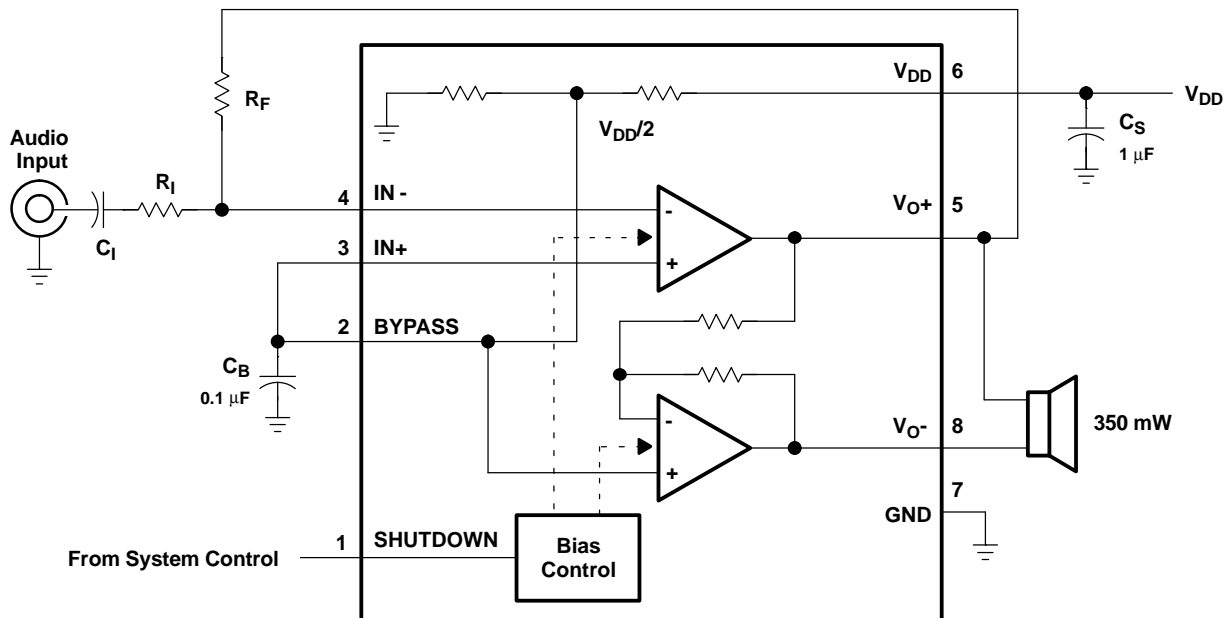 V_DD 6
R_F
V_DD
V_DD/2
C_S
1 μF
Audio
Input
R_I
4 IN -
V_O+ 5
-
C_I
3 IN+
+
2 BYPASS
C_B
0.1 μF
-
V_O- 8
350 mW
+
7
GND
1 SHUTDOWN
From System Control
Bias
Control